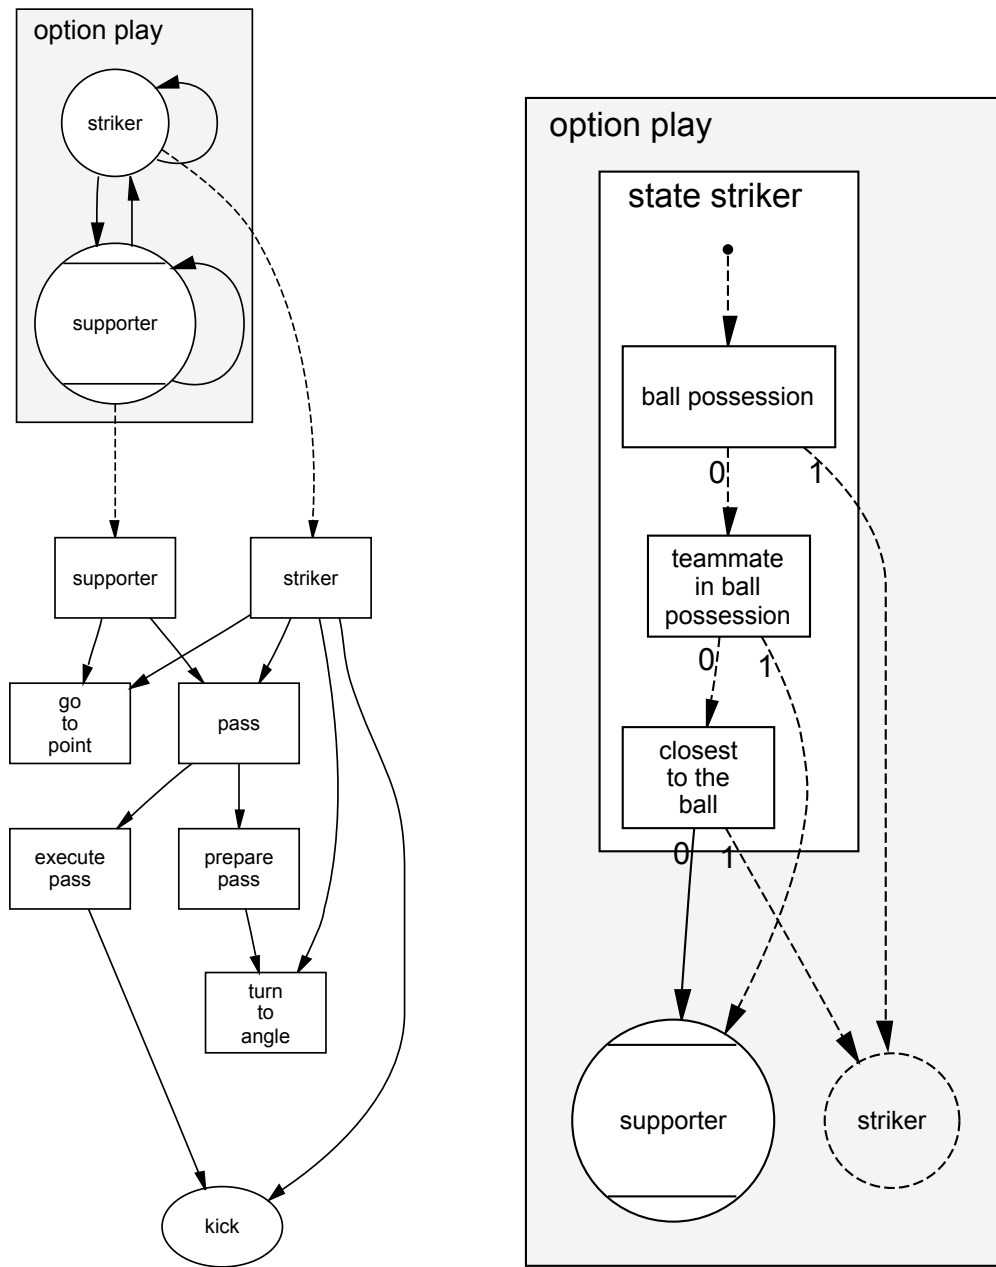 option play
striker
supporter
supporter
striker
go
to
point
pass
execute
pass
prepare
pass
turn
to
angle
kick
option play
state striker
ball possession
0
1
teammate
in ball
possession
0
1
closest
to the
ball
0
1
supporter
striker